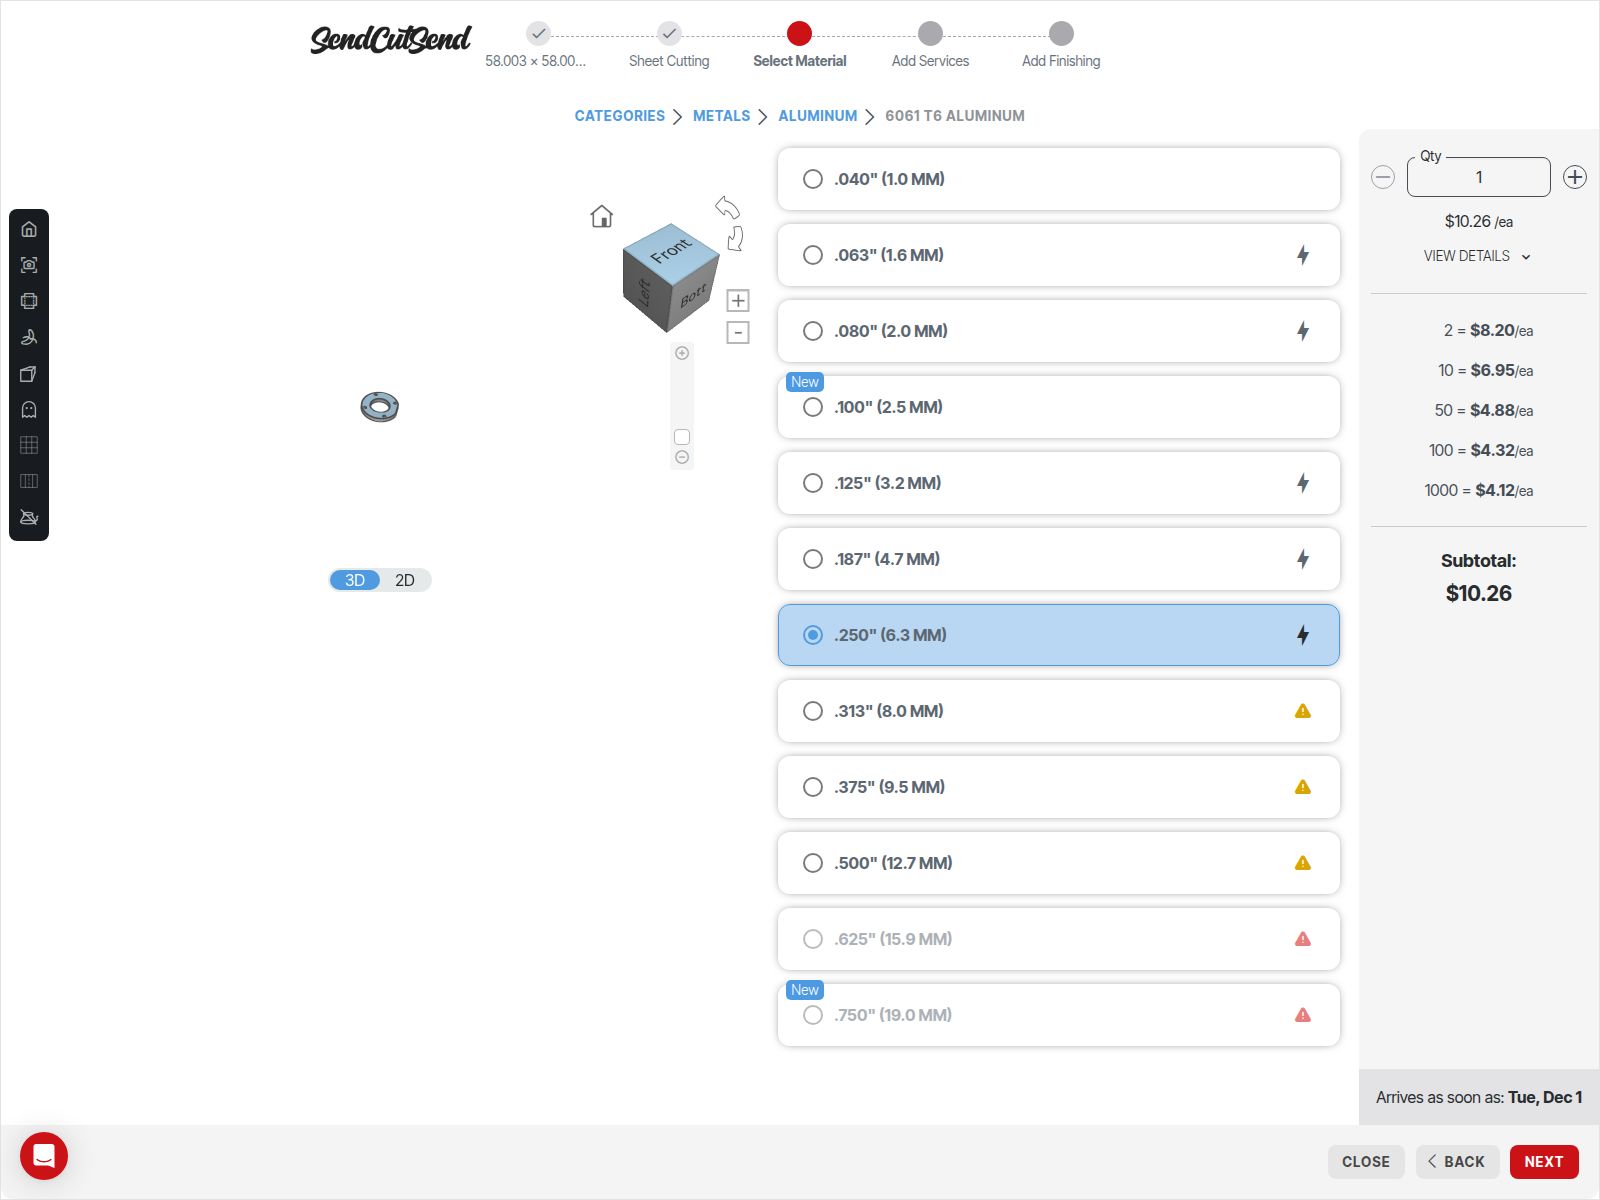 SendCutSend
58.003 × 58.00...
Sheet Cutting
Select Material
Add Services
Add Finishing
CATEGORIES
METALS
ALUMINUM
6061 T6 ALUMINUM
Front
Left
Bott
3D
2D
.040" (1.0 MM)
.063" (1.6 MM)
.080" (2.0 MM)
New
.100" (2.5 MM)
.125" (3.2 MM)
.187" (4.7 MM)
.250" (6.3 MM)
.313" (8.0 MM)
.375" (9.5 MM)
.500" (12.7 MM)
.625" (15.9 MM)
New
.750" (19.0 MM)
Qty
1
$10.26 /ea
VIEW DETAILS
2 = $8.20/ea
10 = $6.95/ea
50 = $4.88/ea
100 = $4.32/ea
1000 = $4.12/ea
Subtotal:
$10.26
Arrives as soon as: Tue, Dec 1
CLOSE
BACK
NEXT